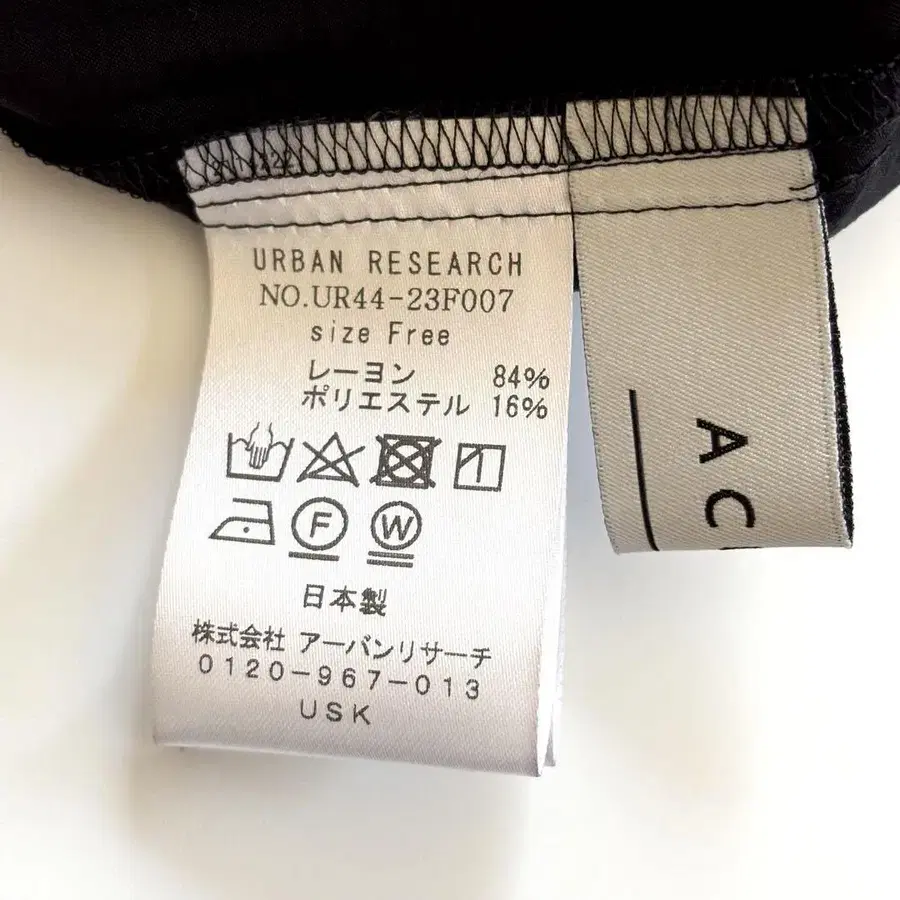 URBAN RESEARCH
NO.UR44-23F007
size Free
レーヨン 84%
ポリエステル 16%
F W
日本製
株式会社 アーバンリサーチ
0120-967-013
USK
A C